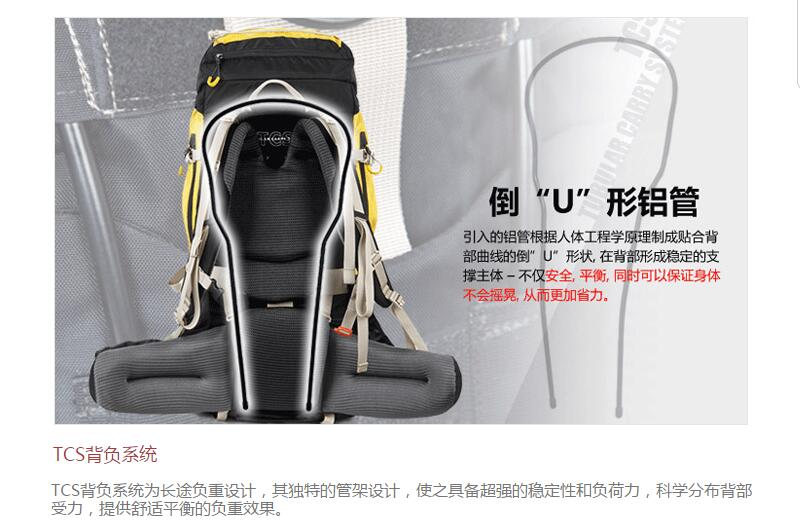 TCS
TUBULAR CARRY SYSTEM
TCS
倒“U”形铝管
引入的铝管根据人体工程学原理制成贴合背
部曲线的倒”U”形状, 在背部形成稳定的支
撑主体 – 不仅安全, 平衡, 同时可以保证身体
不会摇晃, 从而更加省力。
TCS背负系统
TCS背负系统为长途负重设计，其独特的管架设计，使之具备超强的稳定性和负荷力，科学分布背部
受力，提供舒适平衡的负重效果。